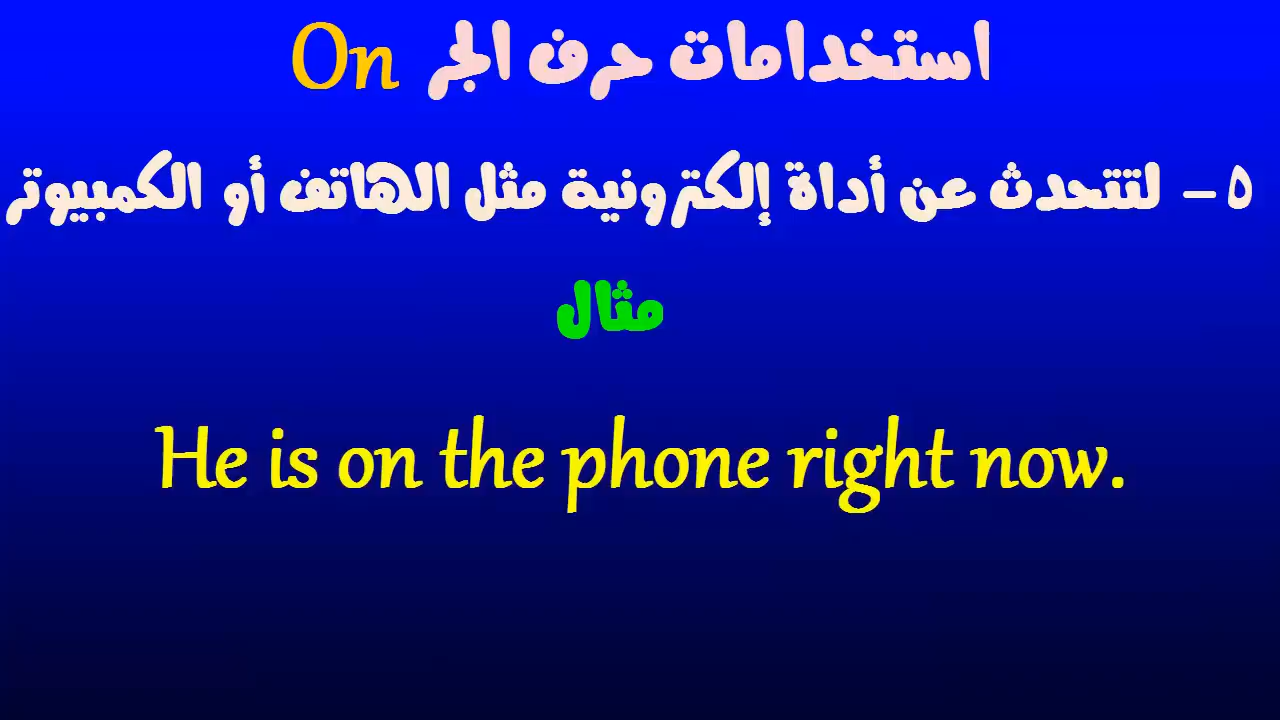 استخدامات حرف الجر On
٥ - لتتحدث عن أداة إلكترونية مثل الهاتف أو الكمبيوتر
مثال
He is on the phone right now.